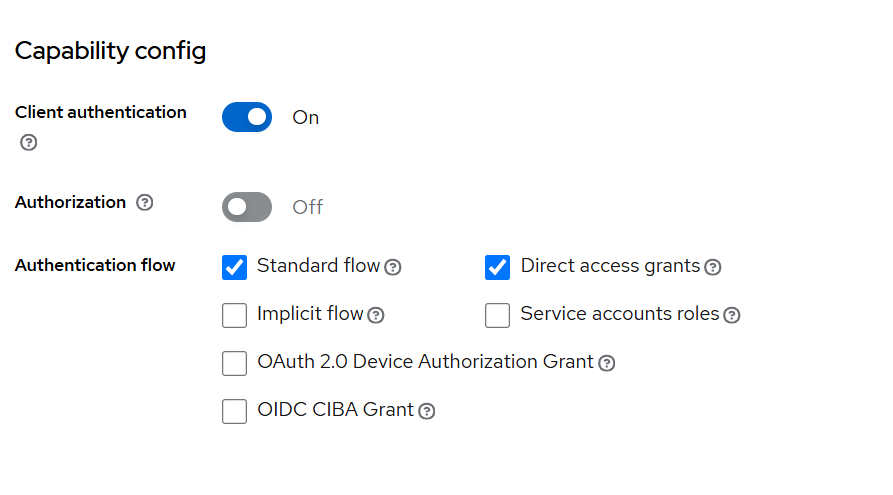 Capability config
Client authentication
On
Authorization
Off
Authentication flow
Standard flow
Direct access grants
Implicit flow
Service accounts roles
OAuth 2.0 Device Authorization Grant
OIDC CIBA Grant